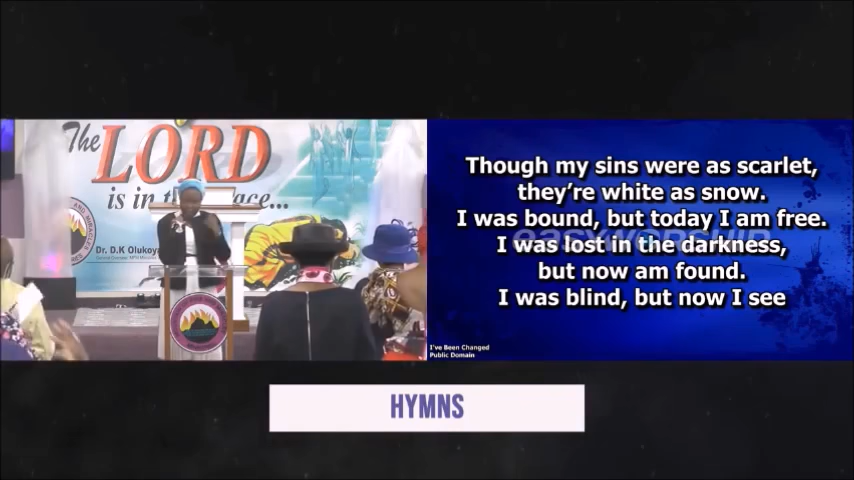 The LORD
is in
Dr. D.K Olukoya
Though my sins were as scarlet,
they're white as snow.
I was bound, but today I am free.
I was lost in the darkness,
but now am found.
I was blind, but now I see
easyworship
I've Been Changed
Public Domain
HYMNS